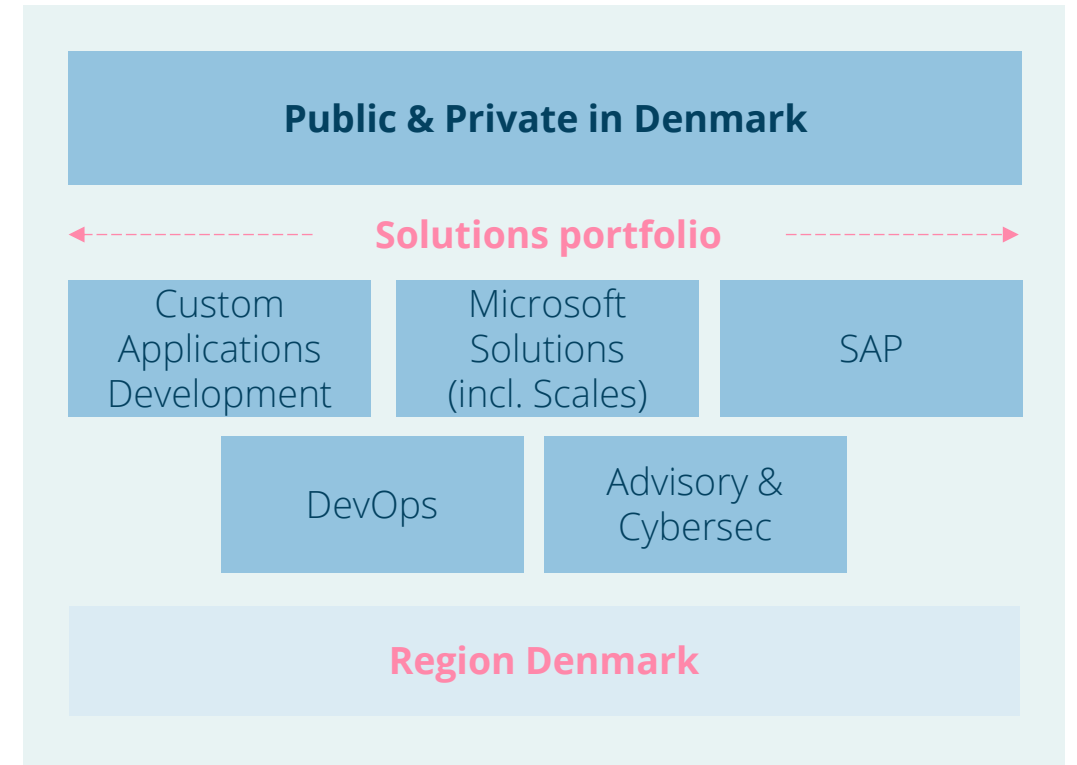 Public & Private in Denmark
Solutions portfolio
Custom
Applications
Development
Microsoft
Solutions
(incl. Scales)
SAP
DevOps
Advisory &
Cybersec
Region Denmark